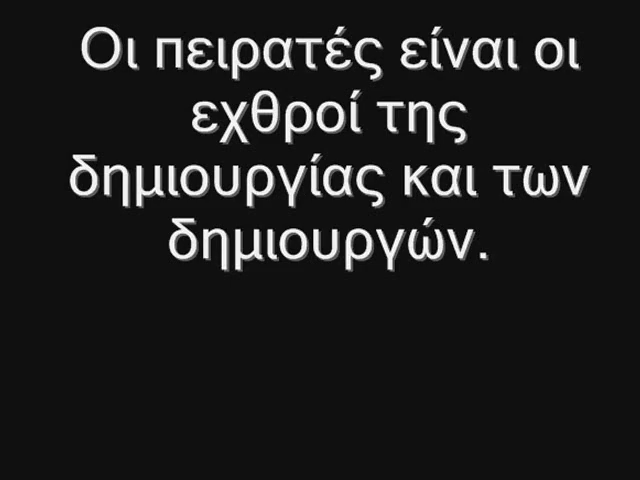 Οι πειρατές είναι οι
εχθροί της
δημιουργίας και των
δημιουργών.